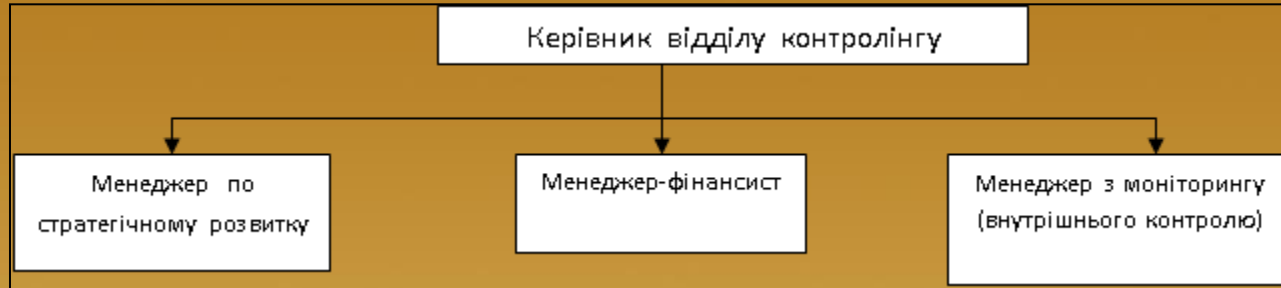 Керівник відділу контролінгу
Менеджер по
стратегічному розвитку
Менеджер-фінансист
Менеджер з моніторингу
(внутрішнього контролю)